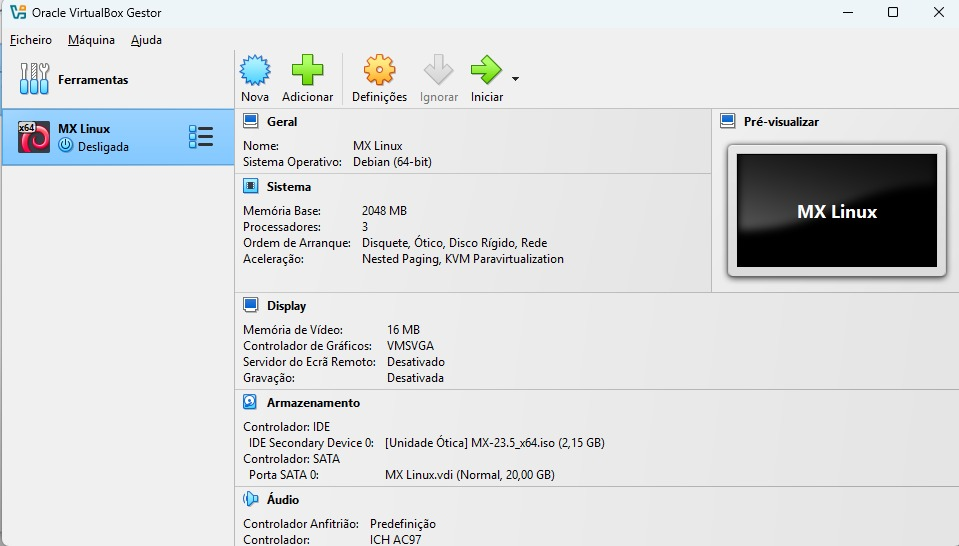 Oracle VirtualBox Gestor
Ficheiro Máquina Ajuda
Ferramentas
Nova Adicionar Definições Ignorar Iniciar
x64
MX Linux
Desligada
Geral
Nome: MX Linux
Sistema Operativo: Debian (64-bit)
Pré-visualizar
MX Linux
Sistema
Memória Base: 2048 MB
Processadores: 3
Ordem de Arranque: Disquete, Ótico, Disco Rígido, Rede
Aceleração: Nested Paging, KVM Paravirtualization
Display
Memória de Vídeo: 16 MB
Controlador de Gráficos: VMSVGA
Servidor do Ecrã Remoto: Desativado
Gravação: Desativada
Armazenamento
Controlador: IDE
IDE Secondary Device 0: [Unidade Ótica] MX-23.5_x64.iso (2,15 GB)
Controlador: SATA
Porta SATA 0: MX Linux.vdi (Normal, 20,00 GB)
Áudio
Controlador Anfitrião: Predefinição
Controlador: ICH AC97